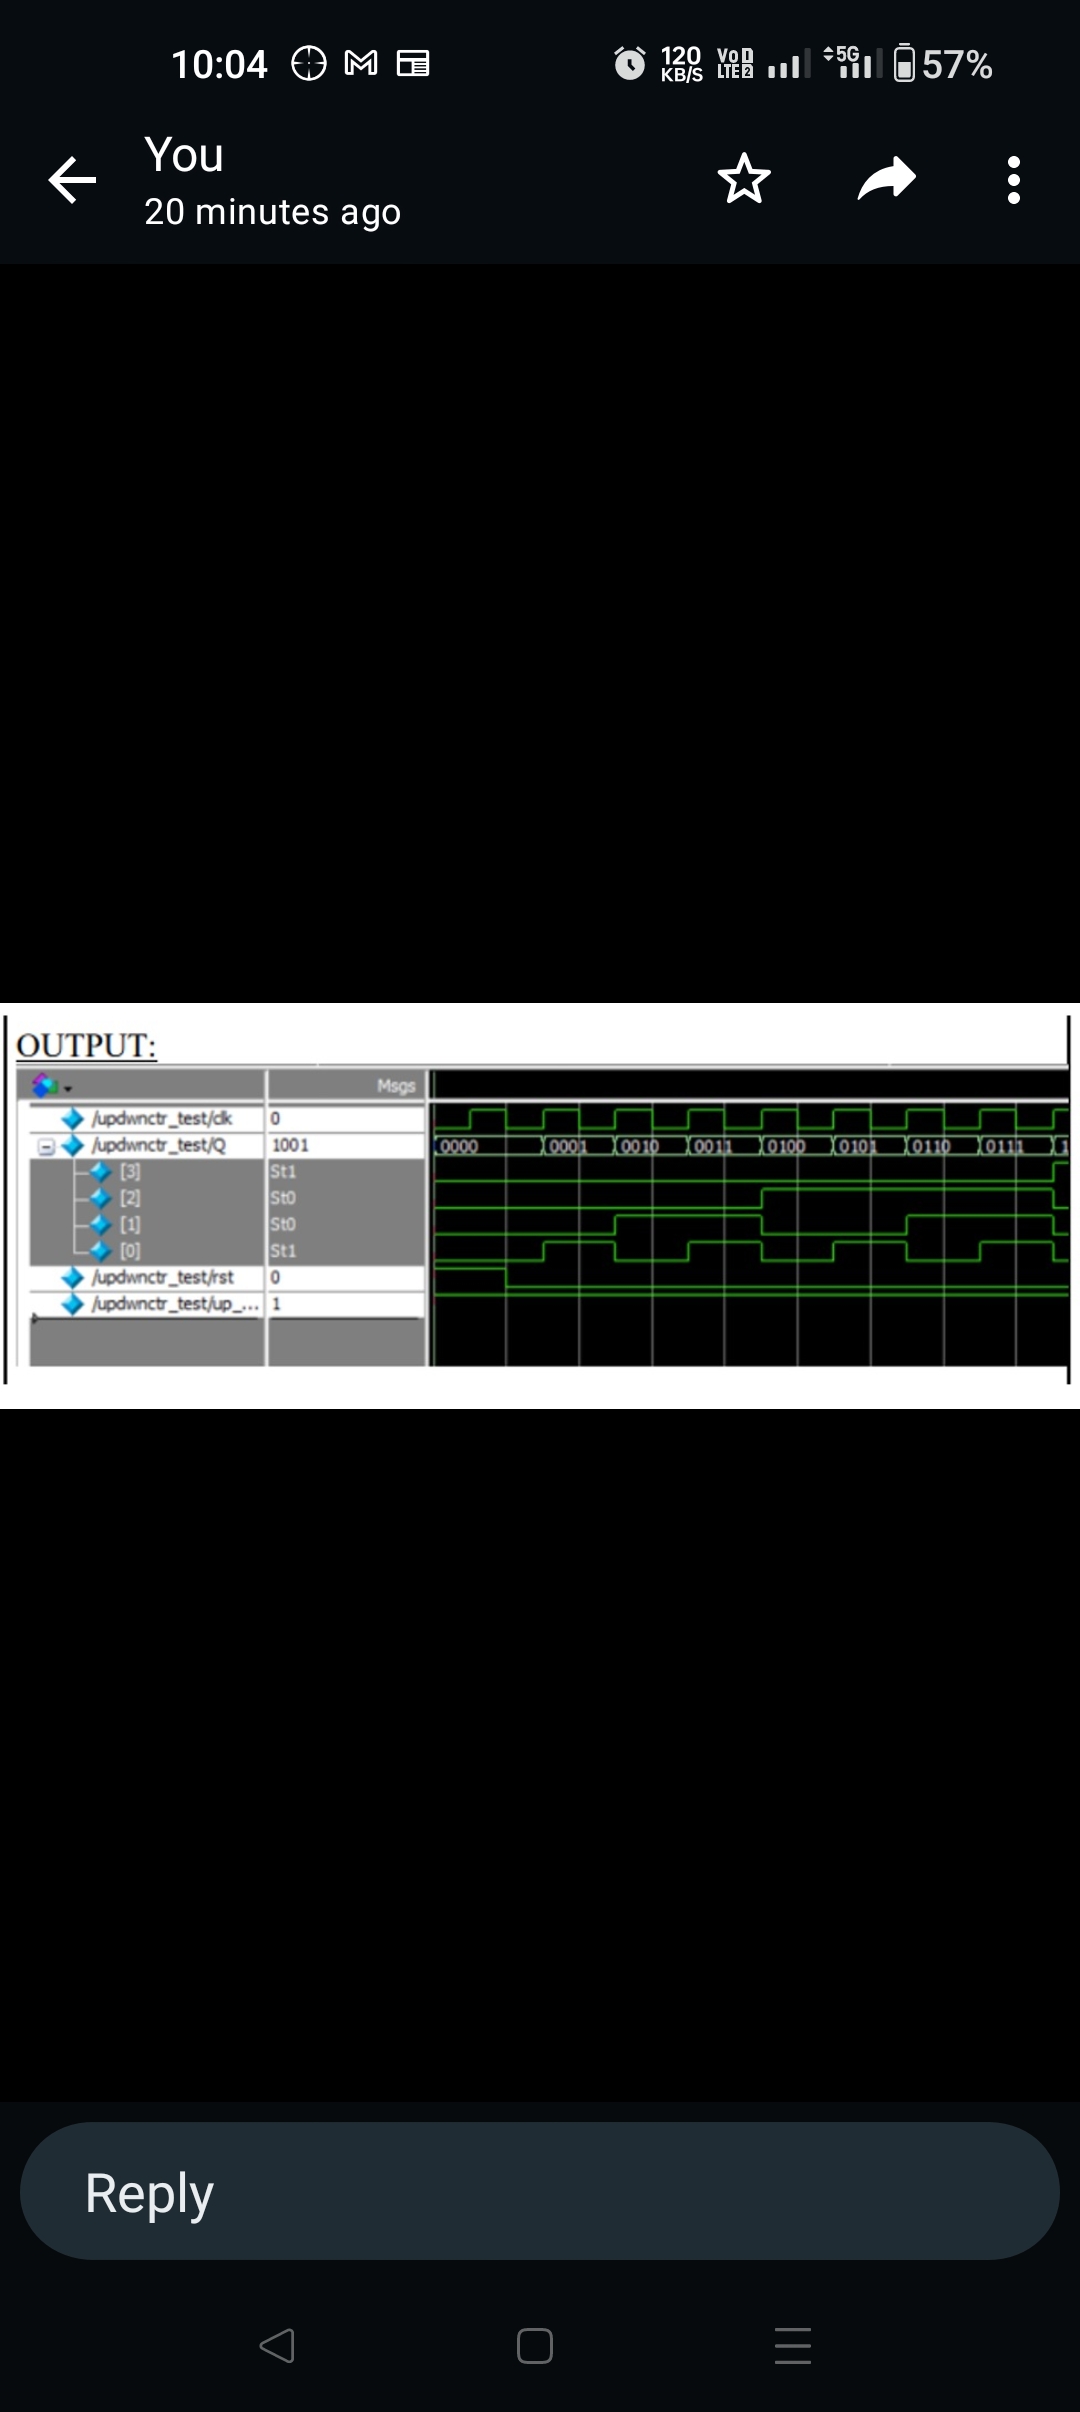 10:04 120 KB/S VoD LTE2 5G 57%
You
20 minutes ago
OUTPUT:
Msgs
/updwnctr_test/clk 0
/updwnctr_test/Q 1001 0000 0001 0010 0011 0100 0101 0110 0111 1
[3] St1
[2] St0
[1] St0
[0] St1
/updwnctr_test/rst 0
/updwnctr_test/up_... 1
Reply